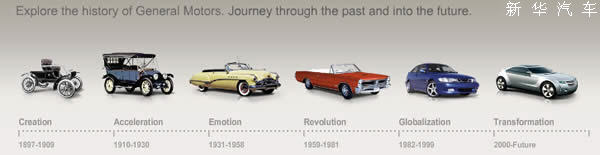 Explore the history of General Motors. Journey through the past and into the future.
新华汽车
Creation
Acceleration
Emotion
Revolution
Globalization
Transformation
1897-1909
1910-1930
1931-1958
1959-1981
1982-1999
2000-Future